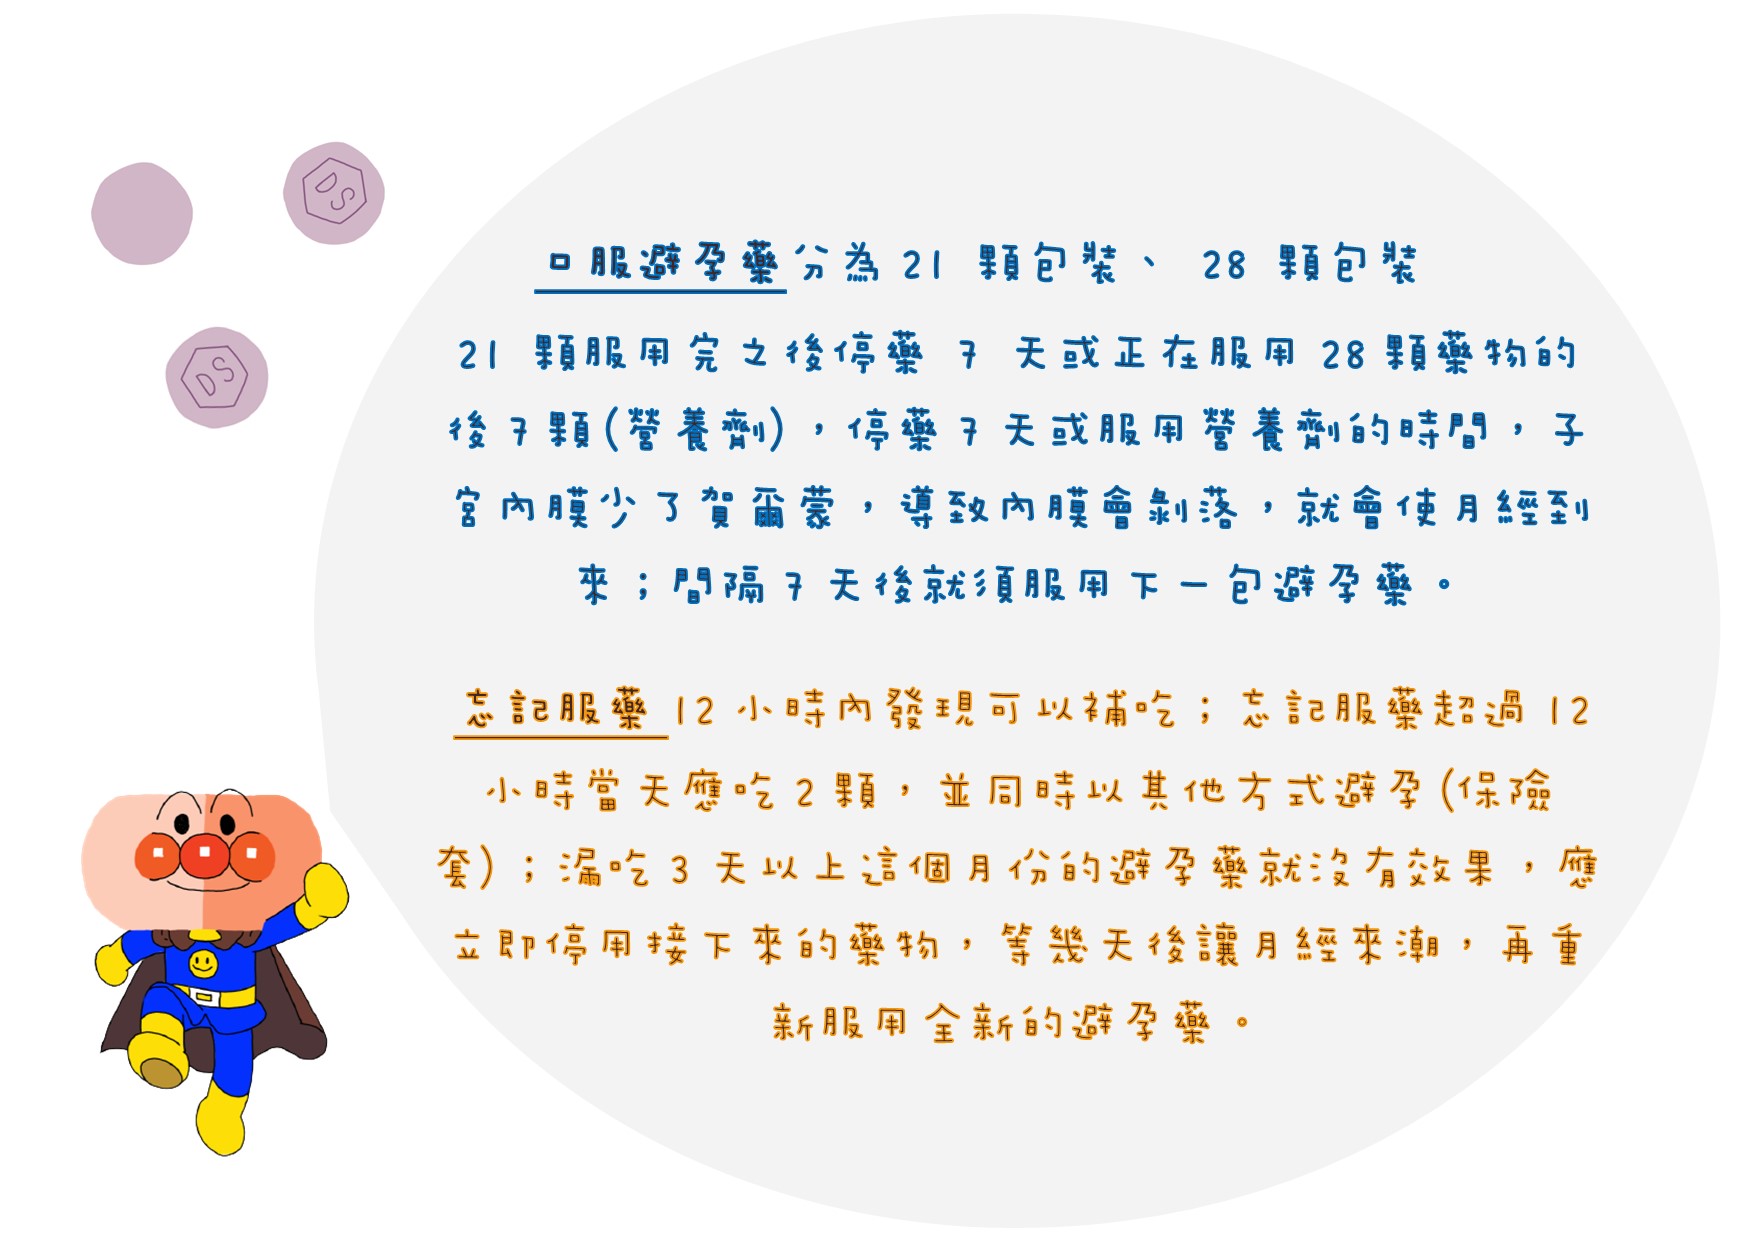 DS
DS
口服避孕藥分為 21 顆包裝、 28 顆包裝
21 顆服用完之後停藥 7 天或正在服用 28 顆藥物的
後 7 顆(營養劑)，停藥 7 天或服用營養劑的時間，子
宮內膜少了賀爾蒙，導致內膜會剝落，就會使月經到
來；間隔 7 天後就須服用下一包避孕藥。
忘記服藥 12 小時內發現可以補吃；忘記服藥超過 12
小時當天應吃 2 顆，並同時以其他方式避孕(保險
套)；漏吃 3 天以上這個月份的避孕藥就沒有效果，應
立即停用接下來的藥物，等幾天後讓月經來潮，再重
新服用全新的避孕藥。